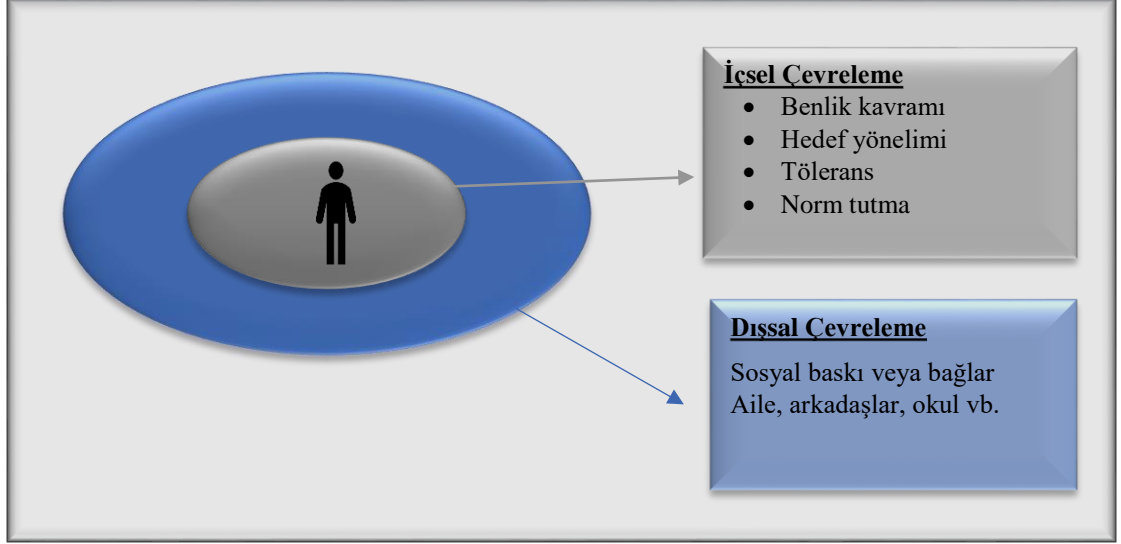 İçsel Çevreleme
• Benlik kavramı
• Hedef yönelimi
• Tölerans
• Norm tutma
Dışsal Çevreleme
Sosyal baskı veya bağlar
Aile, arkadaşlar, okul vb.